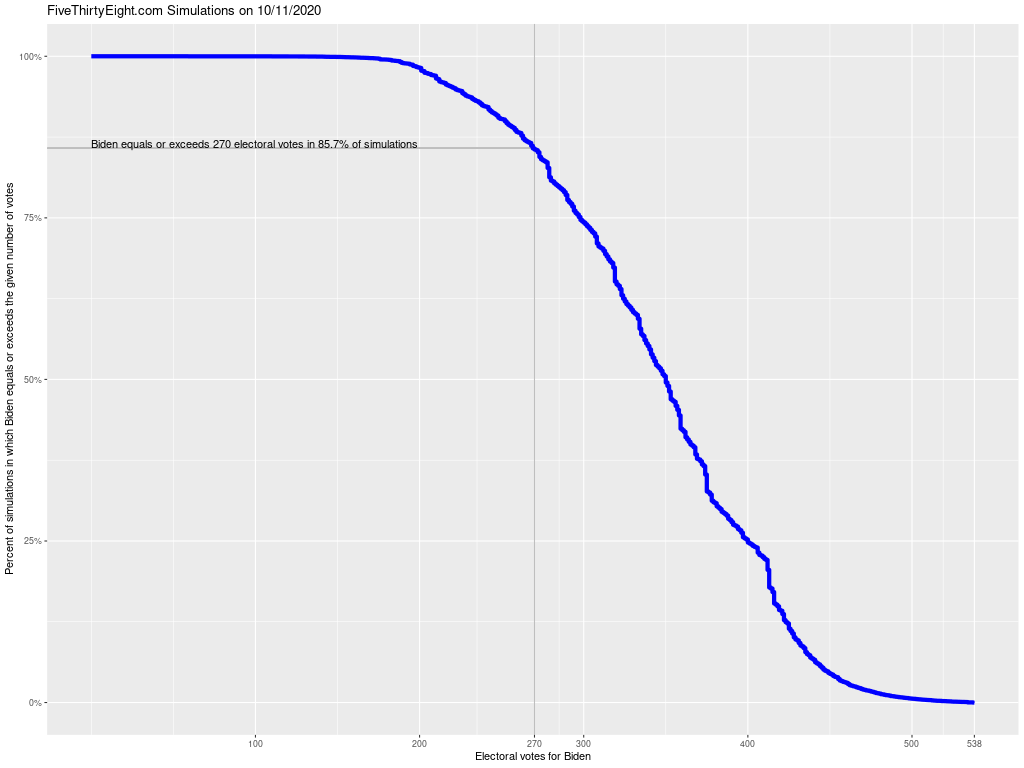 FiveThirtyEight.com Simulations on 10/11/2020
Percent of simulations in which Biden equals or exceeds the given number of votes
100%
Biden equals or exceeds 270 electoral votes in 85.7% of simulations
75%
50%
25%
0%
100 200 270 300 400 500 538
Electoral votes for Biden